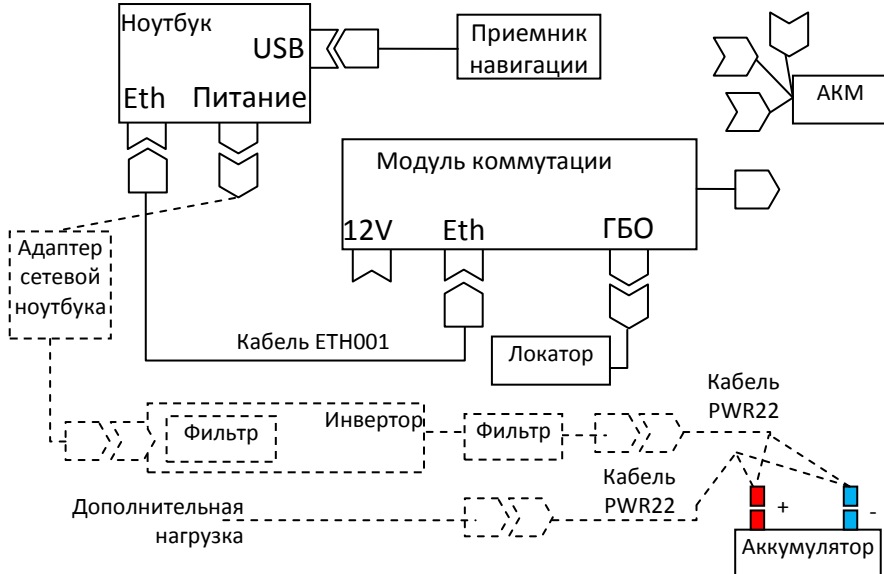 Ноутбук
USB
Eth Питание
Приемник
навигации
АКМ
Модуль коммутации
12V Eth ГБО
Адаптер
сетевой
ноутбука
Кабель ETH001
Локатор
Кабель
PWR22
Фильтр
Инвертор
Фильтр
Кабель
PWR22
Дополнительная
нагрузка
+
-
Аккумулятор